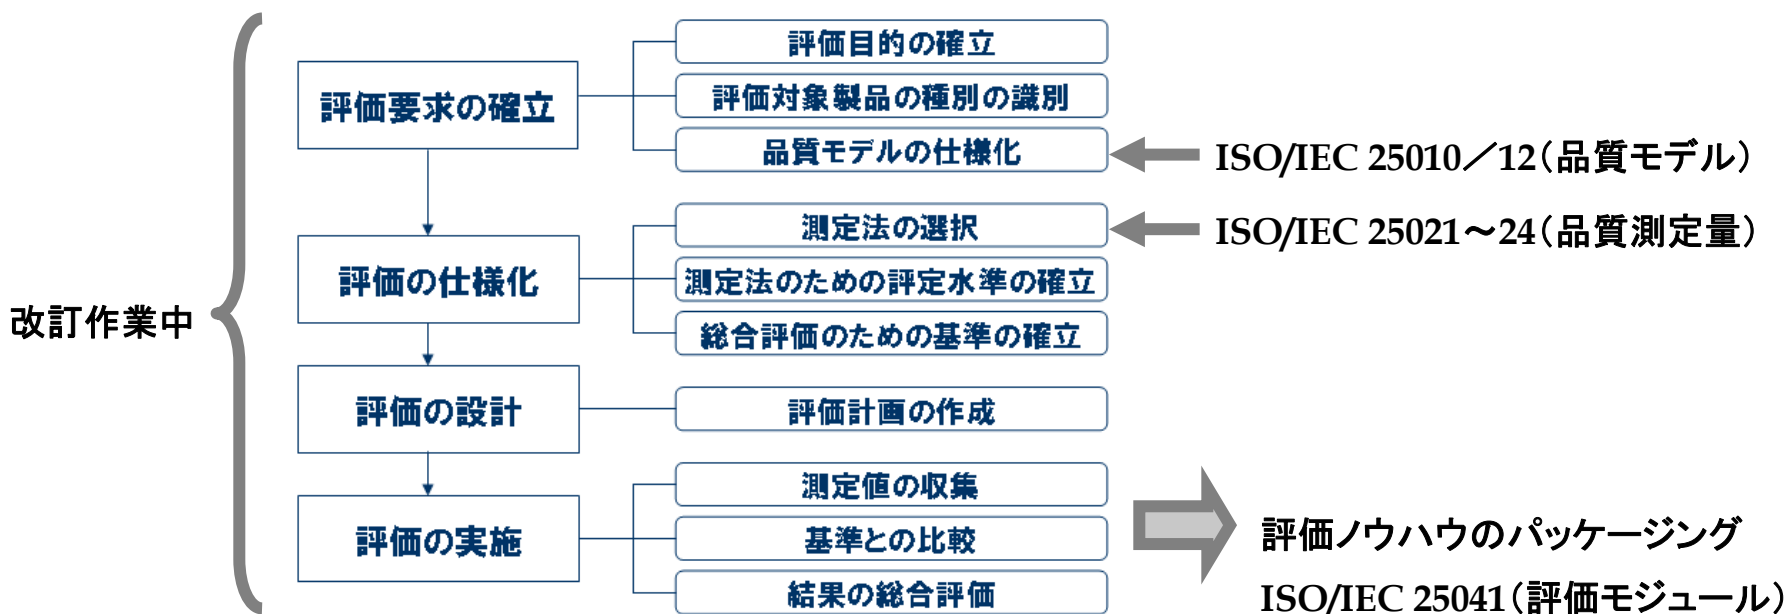 改訂作業中
評価要求の確立
評価目的の確立
評価対象製品の種別の識別
品質モデルの仕様化
ISO/IEC 25010／12（品質モデル）
評価の仕様化
測定法の選択
ISO/IEC 25021～24（品質測定量）
測定法のための評定水準の確立
総合評価のための基準の確立
評価の設計
評価計画の作成
評価の実施
測定値の収集
基準との比較
結果の総合評価
評価ノウハウのパッケージング
ISO/IEC 25041（評価モジュール）